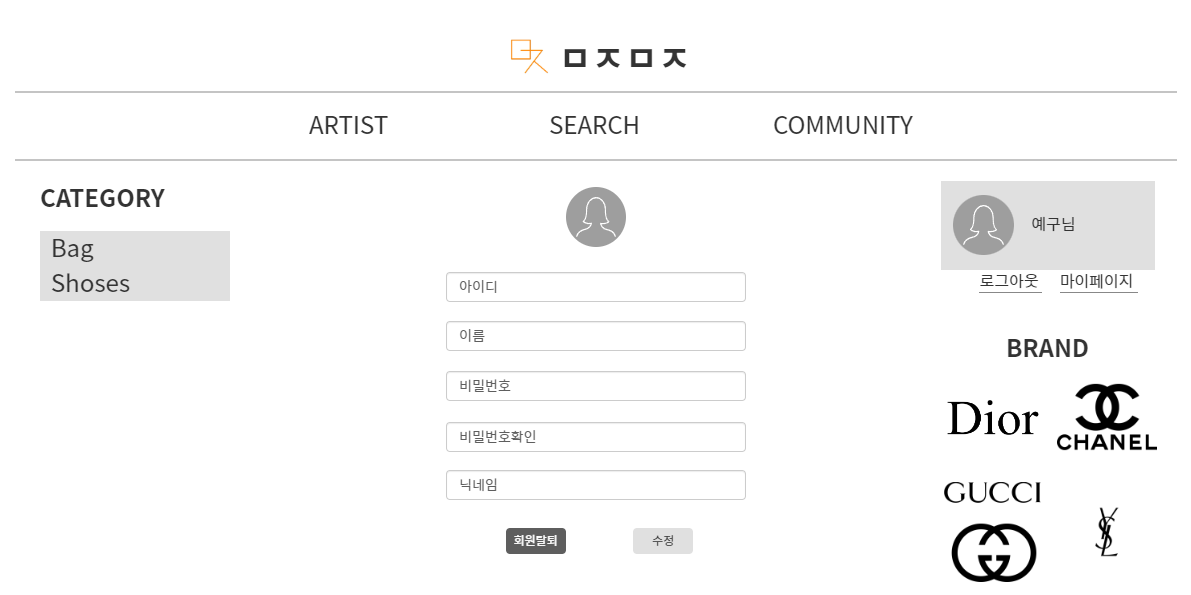 ㅁㅈㅁㅈ
ARTIST SEARCH COMMUNITY
CATEGORY
Bag
Shoses
아이디
이름
비밀번호
비밀번호확인
닉네임
회원탈퇴 수정
예구님
로그아웃 마이페이지
BRAND
Dior
CHANEL
GUCCI
YSL